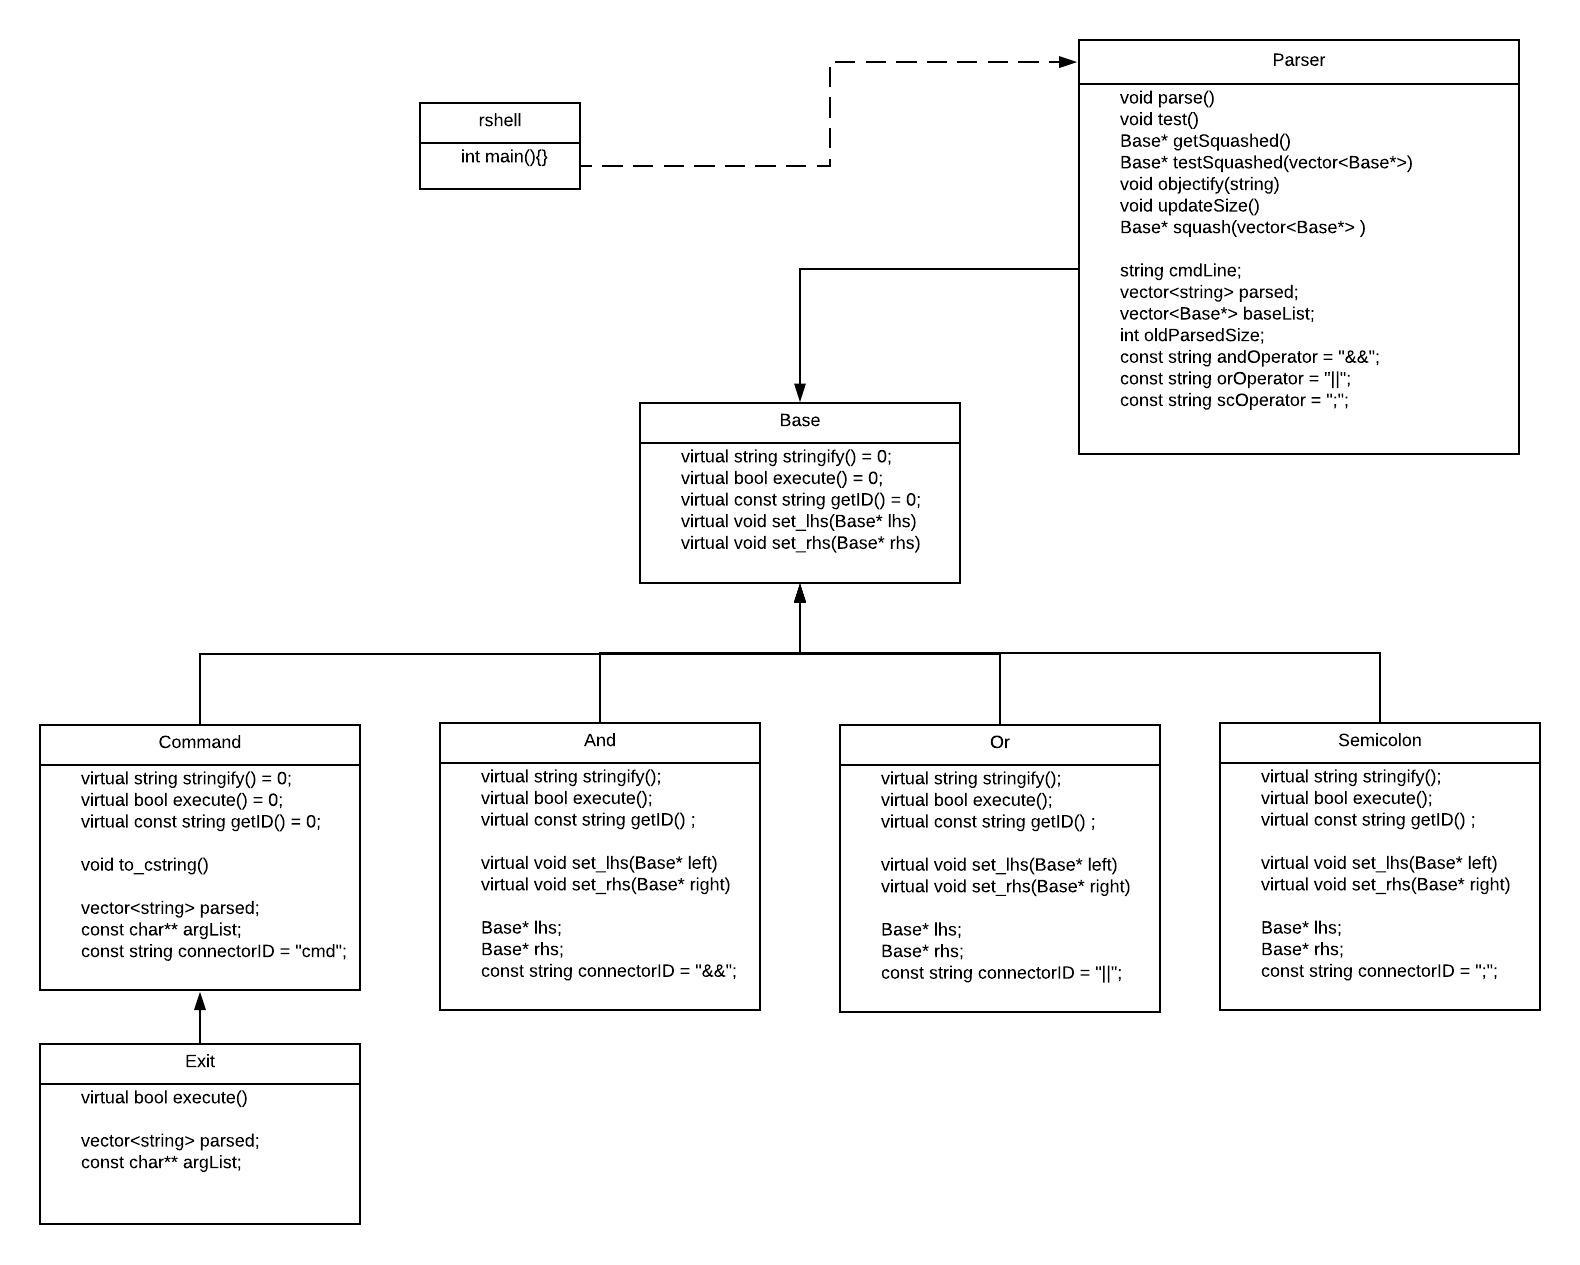 Parser
void parse()
void test()
Base* getSquashed()
Base* testSquashed(vector<Base*>)
void objectify(string)
void updateSize()
Base* squash(vector<Base*> )
string cmdLine;
vector<string> parsed;
vector<Base*> baseList;
int oldParsedSize;
const string andOperator = "&&";
const string orOperator = "||";
const string scOperator = ";";
rshell
int main(){}
Base
virtual string stringify() = 0;
virtual bool execute() = 0;
virtual const string getID() = 0;
virtual void set_lhs(Base* lhs)
virtual void set_rhs(Base* rhs)
Command
virtual string stringify() = 0;
virtual bool execute() = 0;
virtual const string getID() = 0;
void to_cstring()
vector<string> parsed;
const char** argList;
const string connectorID = "cmd";
And
virtual string stringify();
virtual bool execute();
virtual const string getID() ;
virtual void set_lhs(Base* left)
virtual void set_rhs(Base* right)
Base* lhs;
Base* rhs;
const string connectorID = "&&";
Or
virtual string stringify();
virtual bool execute();
virtual const string getID() ;
virtual void set_lhs(Base* left)
virtual void set_rhs(Base* right)
Base* lhs;
Base* rhs;
const string connectorID = "||";
Semicolon
virtual string stringify();
virtual bool execute();
virtual const string getID() ;
virtual void set_lhs(Base* left)
virtual void set_rhs(Base* right)
Base* lhs;
Base* rhs;
const string connectorID = ";";
Exit
virtual bool execute()
vector<string> parsed;
const char** argList;